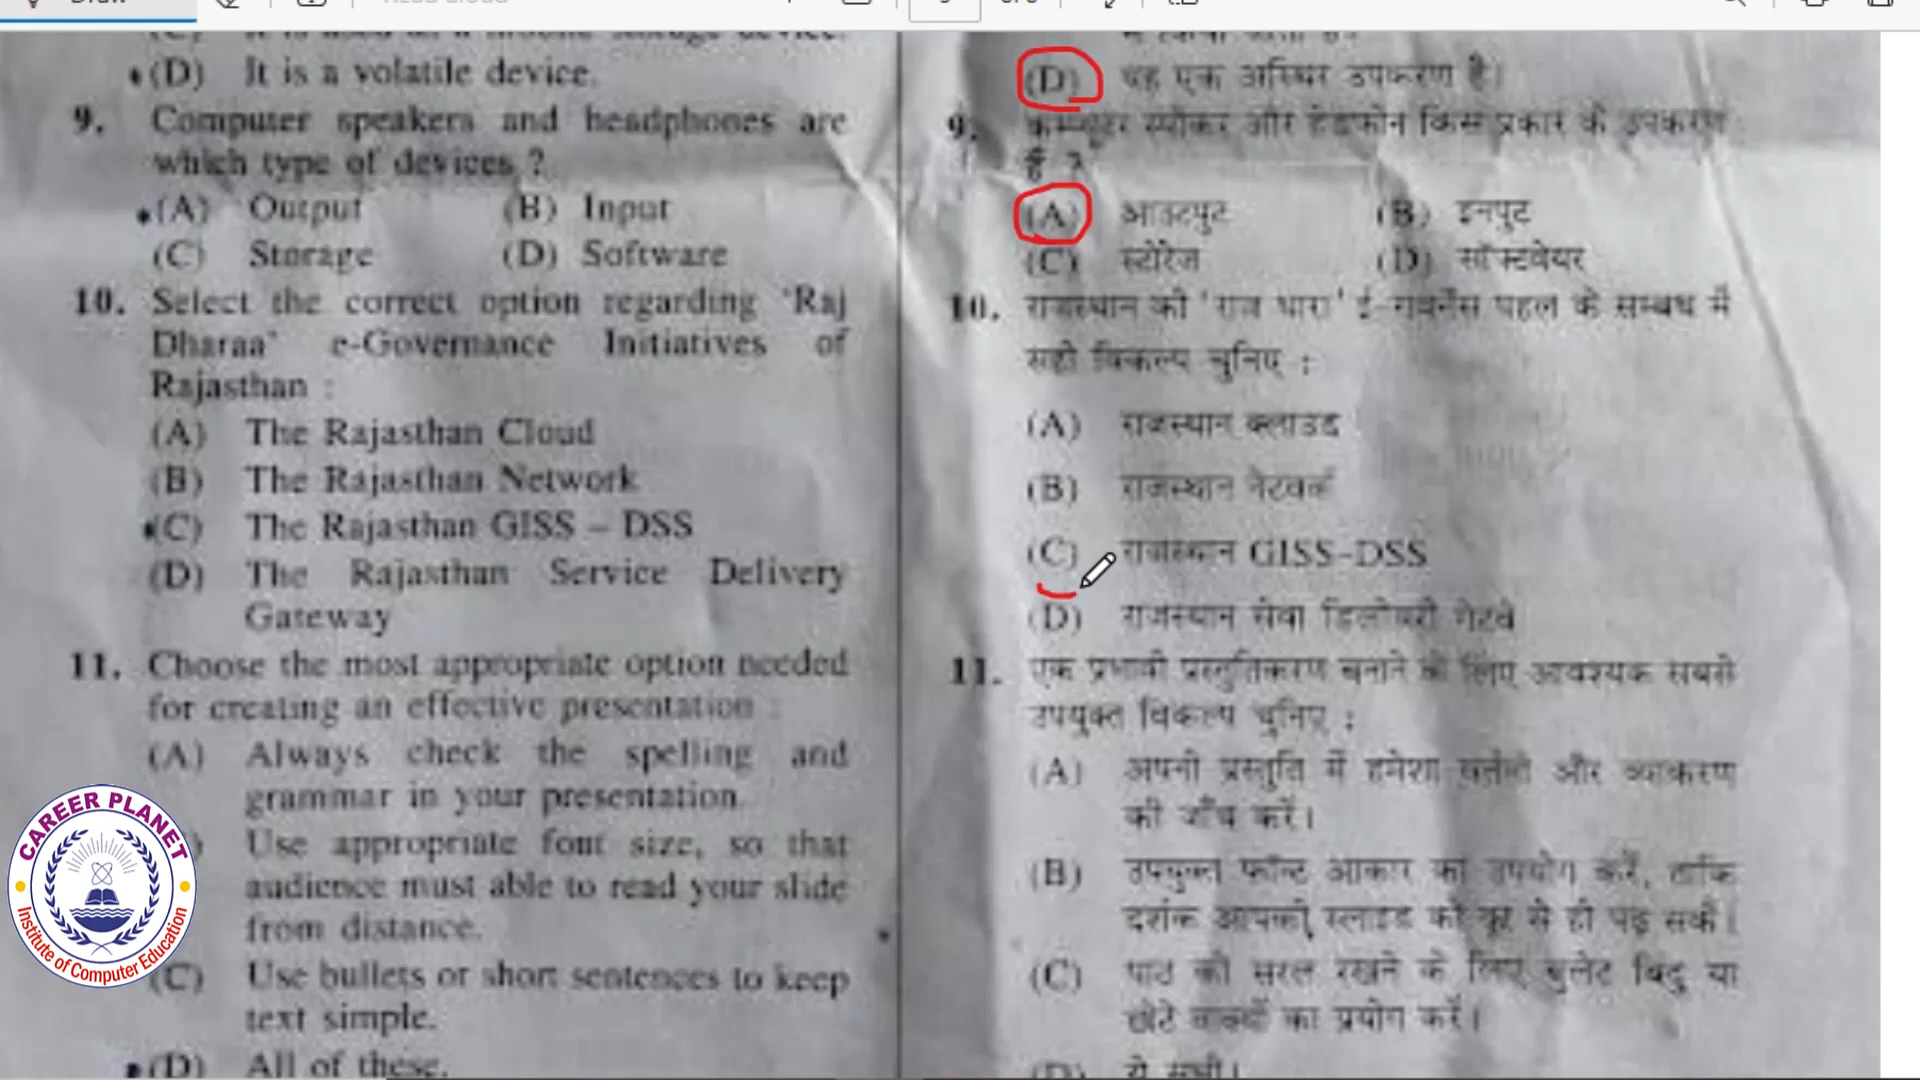 (D) It is a volatile device.
9. Computer speakers and headphones are
which type of devices ?
(A) Output (B) Input
(C) Storage (D) Software
10. Select the correct option regarding 'Raj
Dharaa' e-Governance Initiatives of
Rajasthan :
(A) The Rajasthan Cloud
(B) The Rajasthan Network
(C) The Rajasthan GISS – DSS
(D) The Rajasthan Service Delivery
Gateway
11. Choose the most appropriate option needed
for creating an effective presentation :
(A) Always check the spelling and
grammar in your presentation.
Use appropriate font size, so that
audience must able to read your slide
from distance.
(C) Use bullets or short sentences to keep
text simple.
(D) All of these.
(D) यह एक अस्थिर उपकरण है।
9. कम्प्यूटर स्पीकर और हेडफोन किस प्रकार के उपकरण
हैं ?
(A) आउटपुट (B) इनपुट
(C) स्टोरेज (D) सॉफ्टवेयर
10. राजस्थान की 'राज धारा' ई-गवर्नेंस पहल के सम्बंध में
सही विकल्प चुनिए :
(A) राजस्थान क्लाउड
(B) राजस्थान नेटवर्क
(C) राजस्थान GISS–DSS
(D) राजस्थान सेवा डिलीवरी गेटवे
11. एक प्रभावी प्रस्तुतिकरण बनाने के लिए आवश्यक सबसे
उपयुक्त विकल्प चुनिए :
(A) अपनी प्रस्तुति में हमेशा वर्तनी और व्याकरण
की जाँच करें।
(B) उपयुक्त फॉन्ट आकार का उपयोग करें, ताकि
दर्शक आपकी स्लाइड को दूर से ही पढ़ सकें।
(C) पाठ को सरल रखने के लिए बुलेट बिंदु या
छोटे वाक्यों का प्रयोग करें।
(D) ये सभी।
CAREER PLANET
Institute of Computer Education